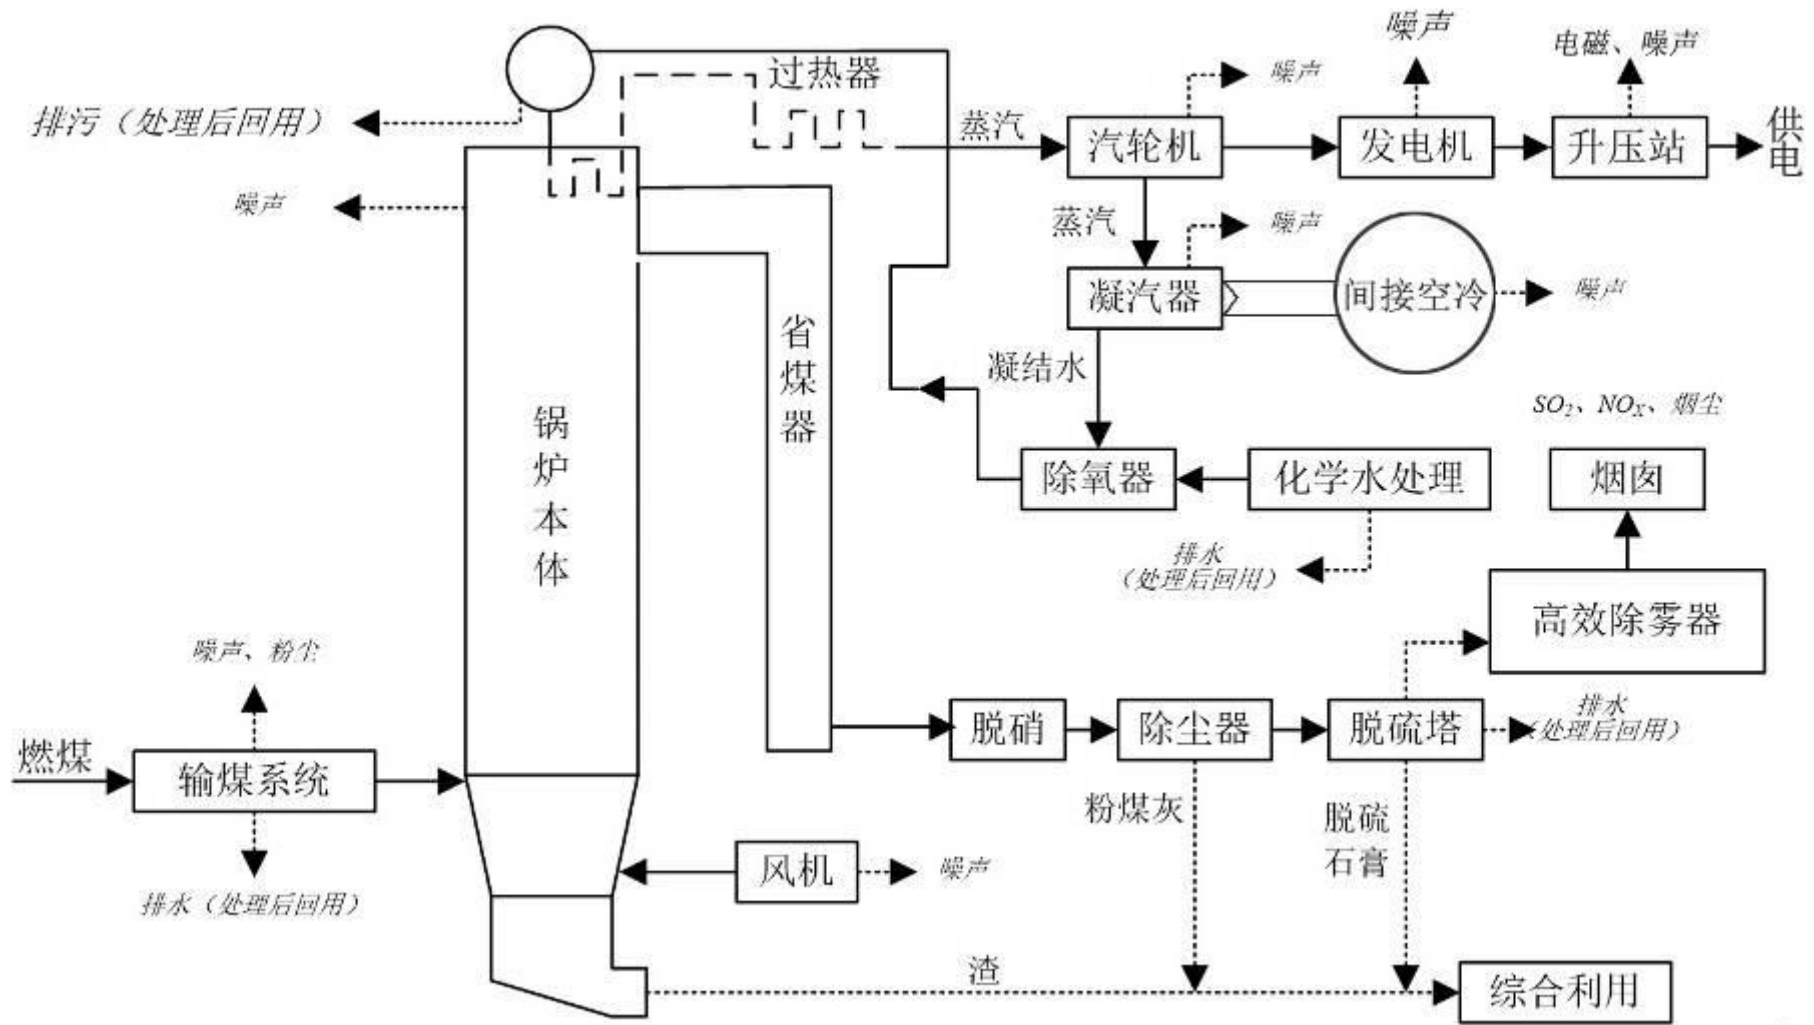 噪声
电磁、噪声
过热器
噪声
排污（处理后回用）
蒸汽
汽轮机
发电机
升压站
供电
噪声
蒸汽
噪声
凝汽器
间接空冷
噪声
省煤器
凝结水
SO2、NOX、烟尘
锅炉本体
除氧器
化学水处理
烟囱
排水
（处理后回用）
高效除雾器
噪声、粉尘
脱硝
除尘器
脱硫塔
排水
（处理后回用）
燃煤
输煤系统
粉煤灰
脱硫
石膏
风机
噪声
排水（处理后回用）
渣
综合利用